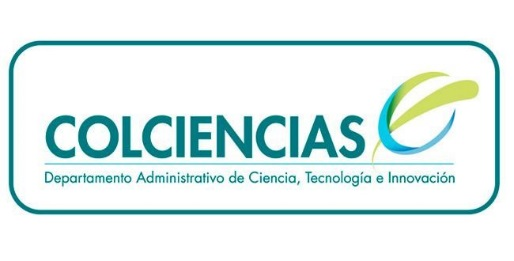 COLCIENCIAS
Departamento Administrativo de Ciencia, Tecnología e Innovación